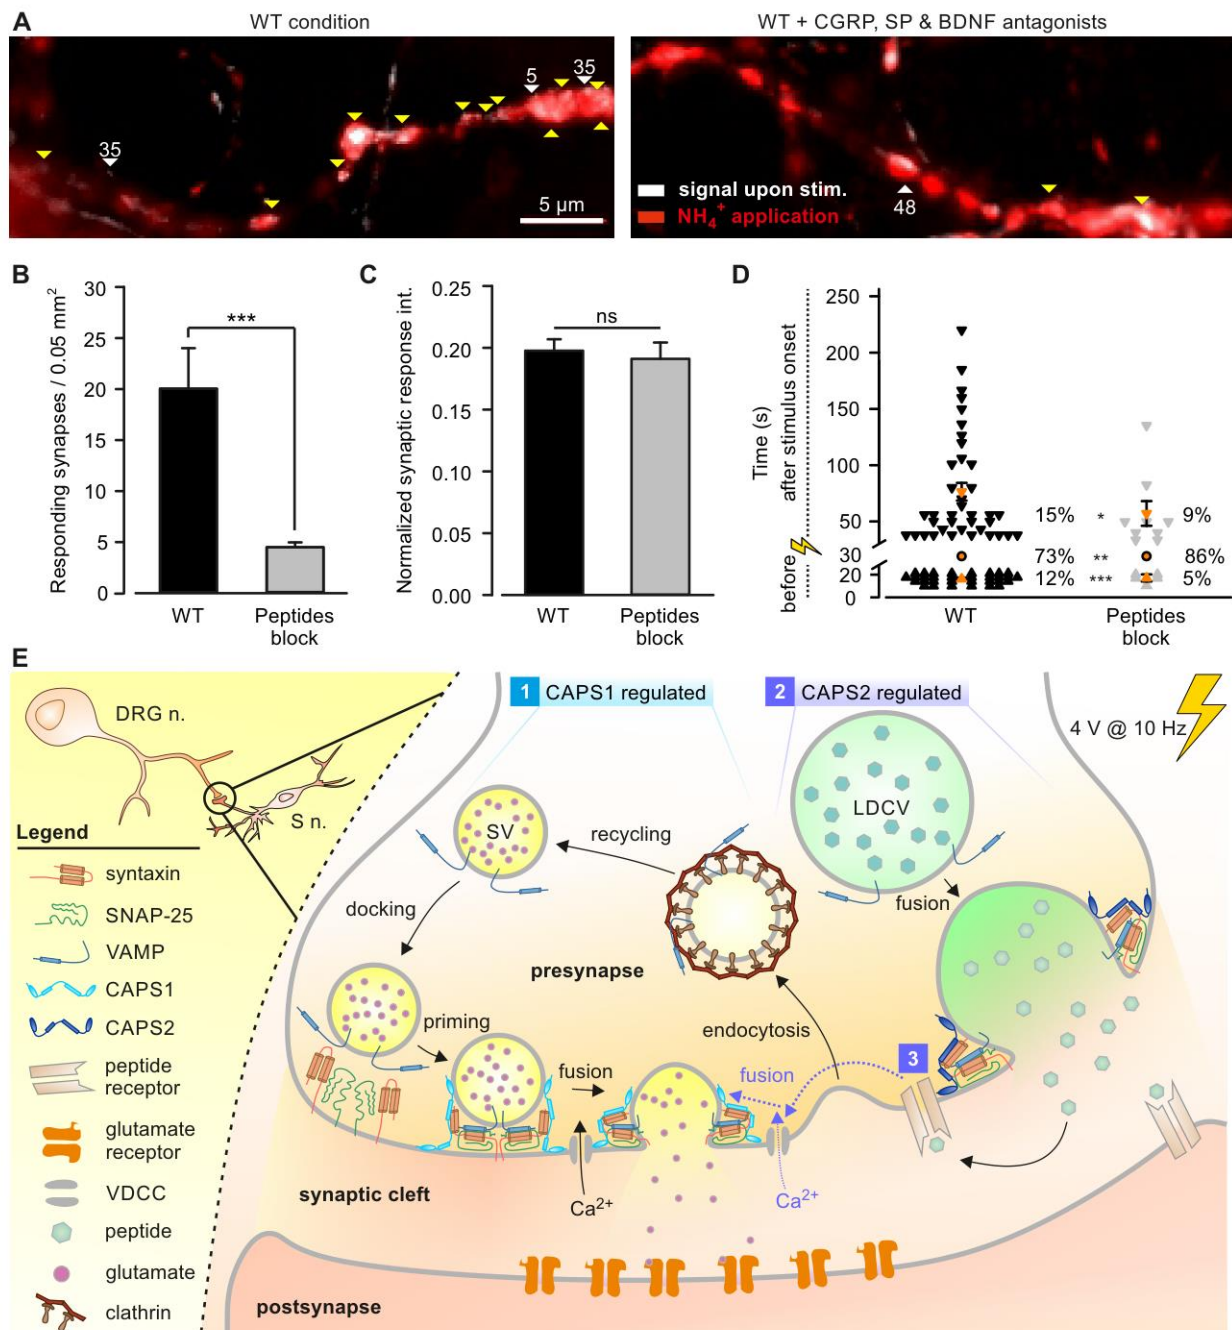 A
WT condition
WT + CGRP, SP & BDNF antagonists
5
35
35
5 µm
48
signal upon stim.
NH₄⁺ application
B
Responding synapses / 0.05 mm²
30
25
20
15
10
5
0
***
WT
Peptides
block
C
Normalized synaptic response int.
0.25
0.20
0.15
0.10
0.05
0.00
ns
WT
Peptides
block
D
Time (s)
before
after stimulus onset
250
200
150
100
50
30
20
0
15%
*
9%
73%
**
86%
12%
***
5%
WT
Peptides
block
E
DRG n.
S n.
Legend
syntaxin
SNAP-25
VAMP
CAPS1
CAPS2
peptide
receptor
glutamate
receptor
VDCC
peptide
glutamate
clathrin
1 CAPS1 regulated
2 CAPS2 regulated
4 V @ 10 Hz
SV
recycling
LDCV
docking
fusion
presynapse
priming
endocytosis
fusion
fusion
3
synaptic cleft
Ca²⁺
Ca²⁺
postsynapse